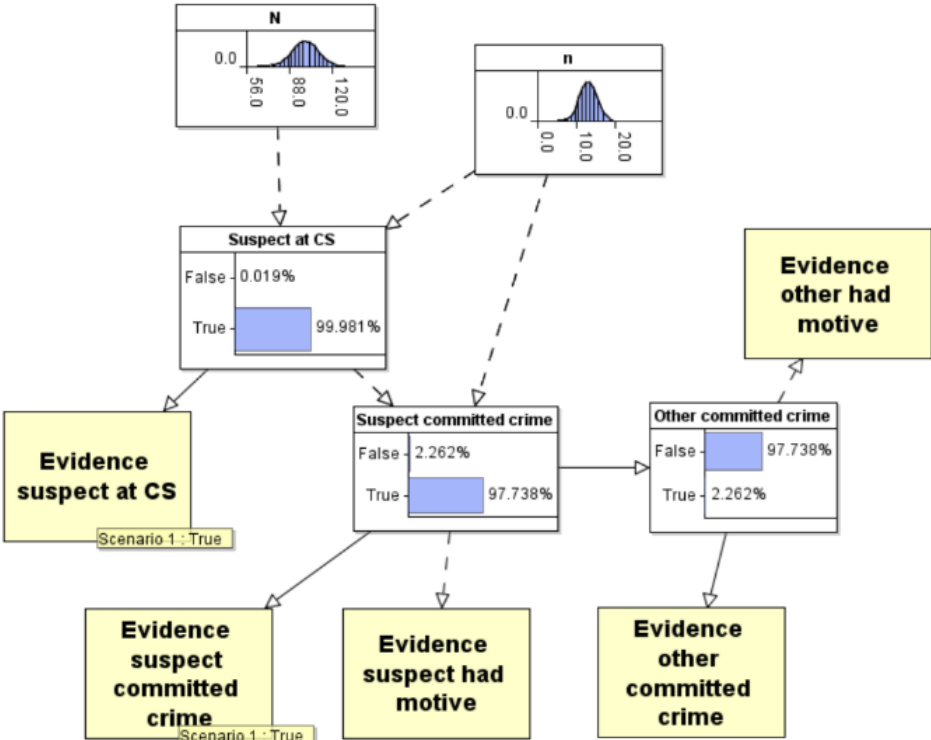 N
0.0
56.0
88.0
120.0
n
0.0
0.0
10.0
20.0
Suspect at CS
False
0.019%
True
99.981%
Evidence
other had
motive
Evidence
suspect at CS
Scenario 1 : True
Suspect committed crime
False
2.262%
True
97.738%
Other committed crime
False
97.738%
True
2.262%
Evidence
suspect
committed
crime
Scenario 1 : True
Evidence
suspect had
motive
Evidence
other
committed
crime